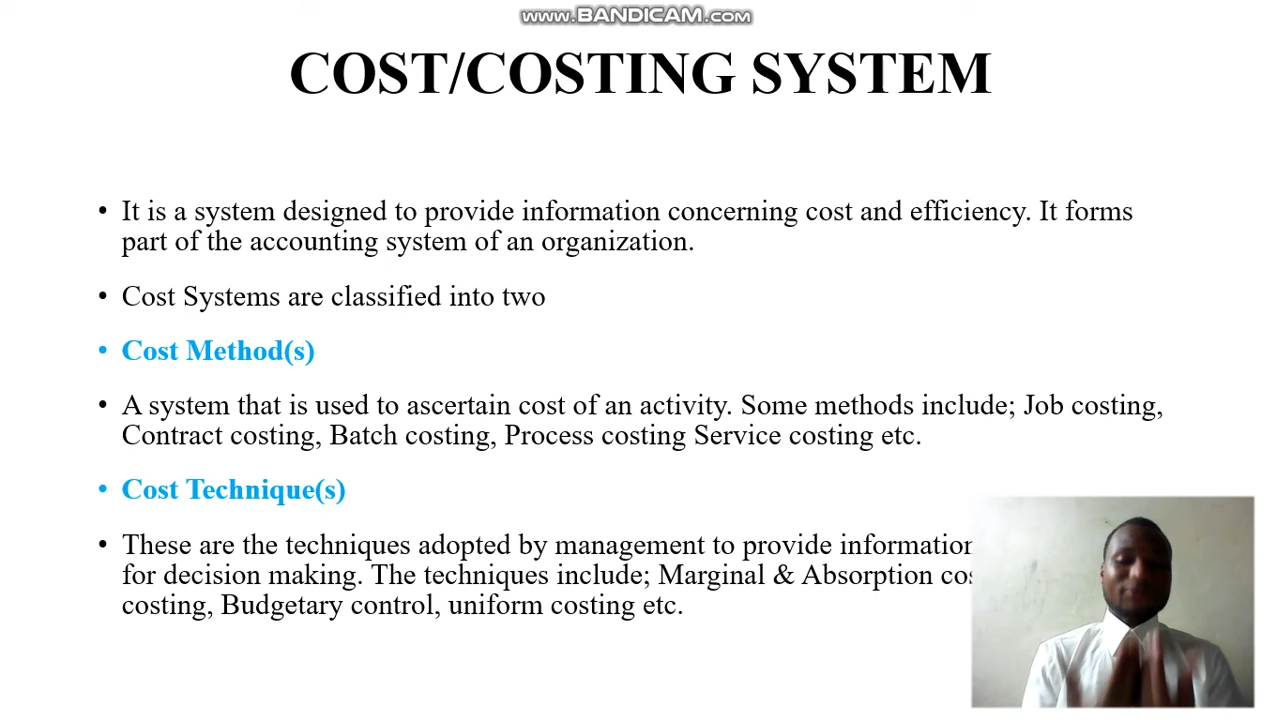 www.BANDICAM.com
COST/COSTING SYSTEM
• It is a system designed to provide information concerning cost and efficiency. It forms
part of the accounting system of an organization.
• Cost Systems are classified into two
• Cost Method(s)
• A system that is used to ascertain cost of an activity. Some methods include; Job costing,
Contract costing, Batch costing, Process costing Service costing etc.
• Cost Technique(s)
• These are the techniques adopted by management to provide information
for decision making. The techniques include; Marginal & Absorption
costing, Budgetary control, uniform costing etc.